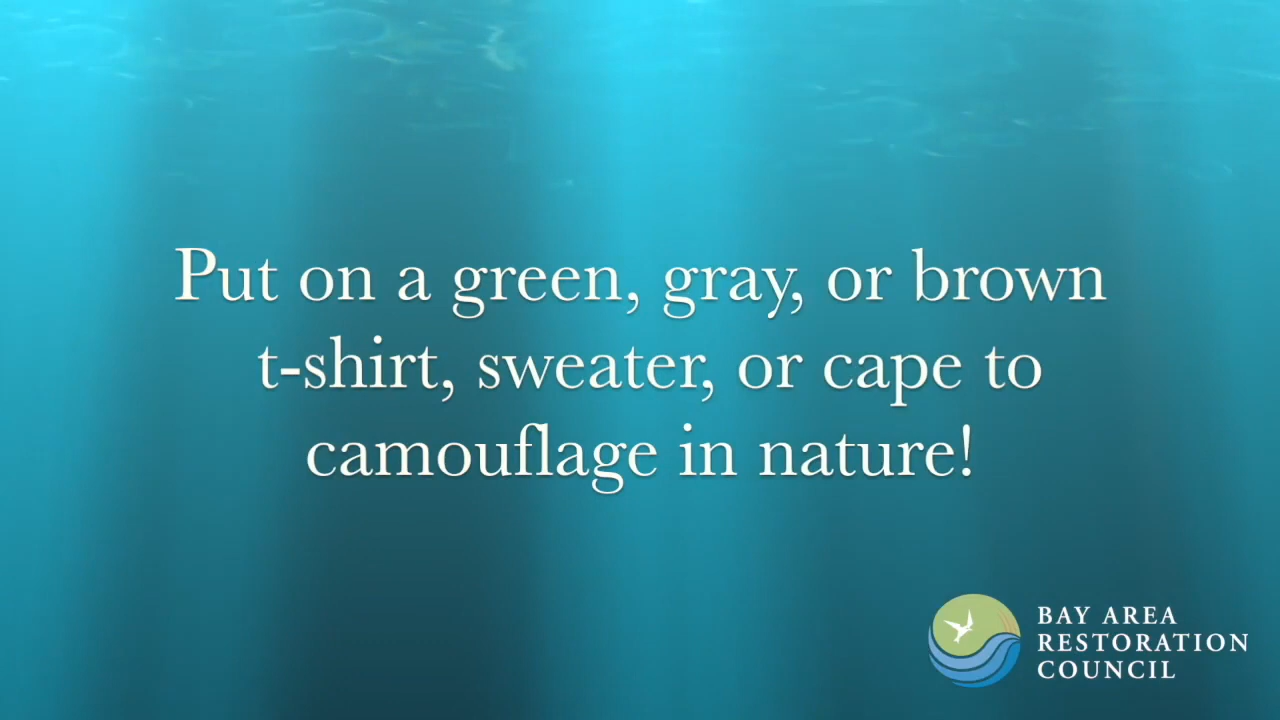 Put on a green, gray, or brown
t-shirt, sweater, or cape to
camouflage in nature!
BAY AREA
RESTORATION
COUNCIL